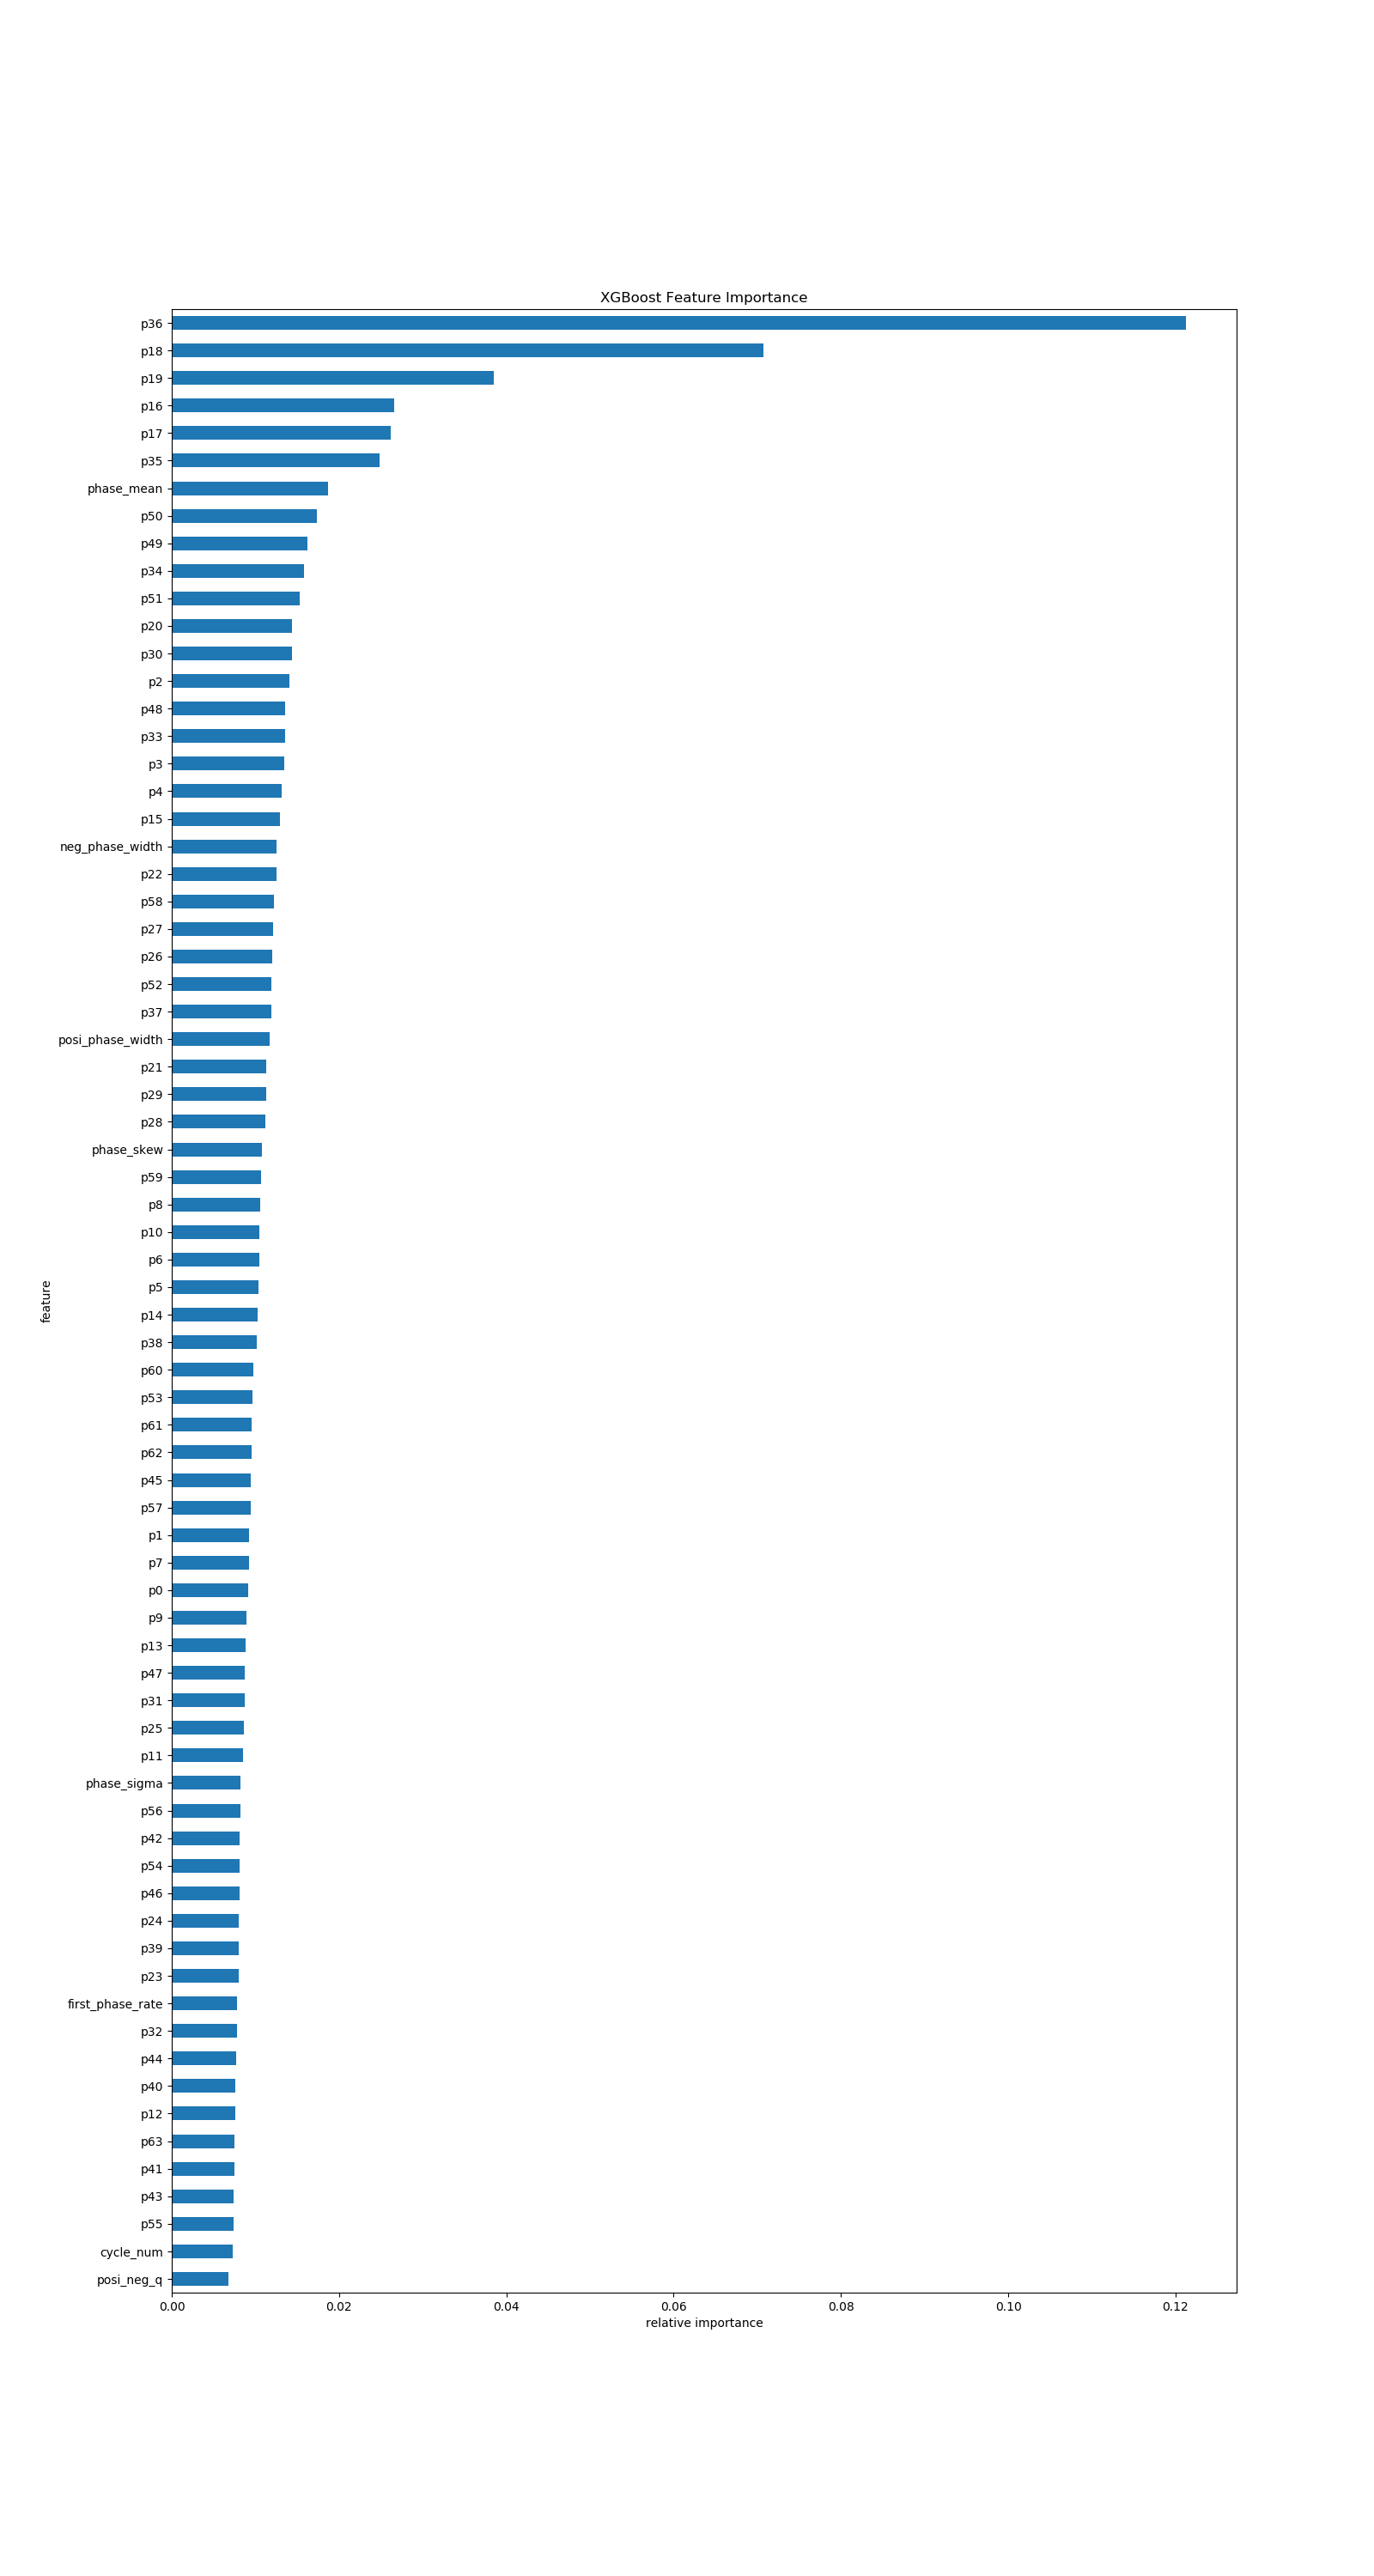 XGBoost Feature Importance
p36
p18
p19
p16
p17
p35
phase_mean
p50
p49
p34
p51
p20
p30
p2
p48
p33
p3
p4
p15
neg_phase_width
p22
p58
p27
p26
p52
p37
posi_phase_width
p21
p29
p28
phase_skew
p59
p8
p10
p6
p5
p14
p38
p60
p53
p61
p62
p45
p57
p1
p7
p0
p9
p13
p47
p31
p25
p11
phase_sigma
p56
p42
p54
p46
p24
p39
p23
first_phase_rate
p32
p44
p40
p12
p63
p41
p43
p55
cycle_num
posi_neg_q
feature
0.00 0.02 0.04 0.06 0.08 0.10 0.12
relative importance